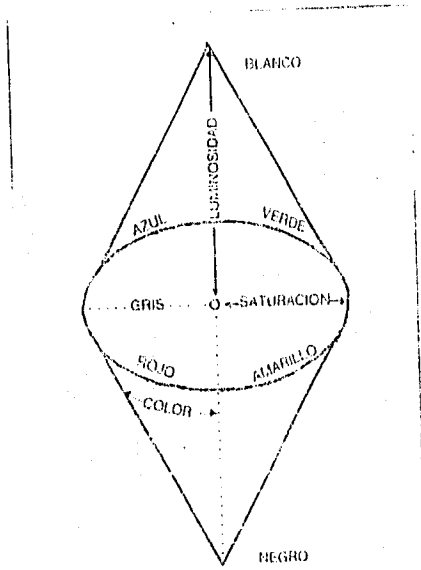 BLANCO
LUMINOSIDAD
AZUL
VERDE
GRIS
O
SATURACION
ROJO
AMARILLO
COLOR
NEGRO